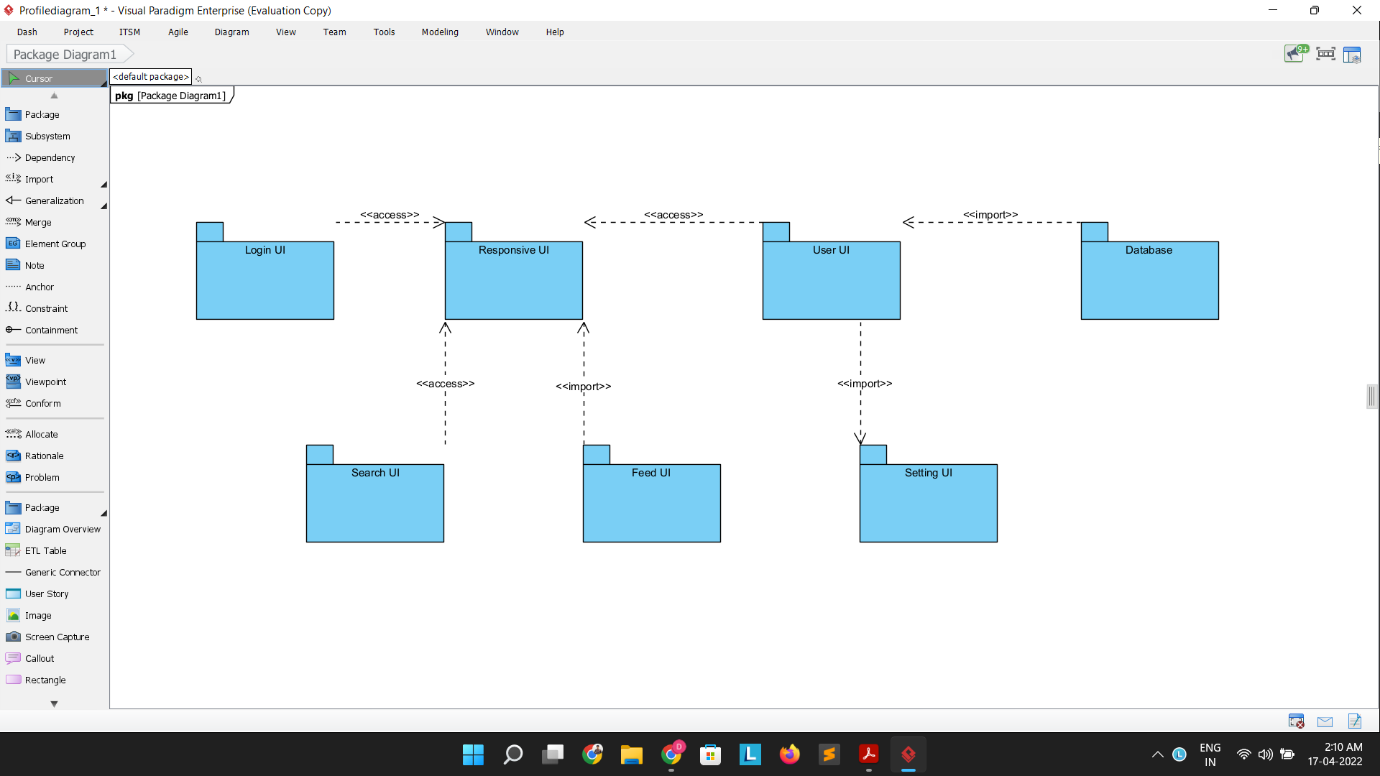 Profilediagram_1 * - Visual Paradigm Enterprise (Evaluation Copy)
Dash Project ITSM Agile Diagram View Team Tools Modeling Window Help
Package Diagram1
9+
Cursor
<default package>
pkg [Package Diagram1]
Package
Subsystem
Dependency
Import
Generalization
Merge
Element Group
Note
Anchor
Constraint
Containment
View
Viewpoint
Conform
Allocate
Rationale
Problem
Package
Diagram Overview
ETL Table
Generic Connector
User Story
Image
Screen Capture
Callout
Rectangle
<<access>> <<access>> <<import>>
Login UI Responsive UI User UI Database
<<access>> <<import>> <<import>>
Search UI Feed UI Setting UI
ENG
IN
2:10 AM
17-04-2022